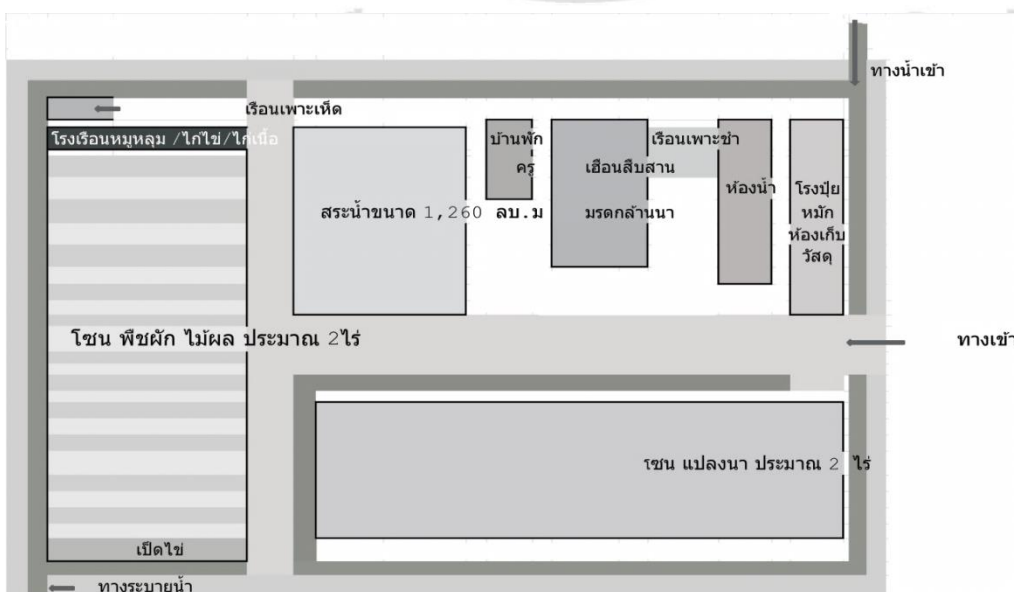 ทางน้ำเข้า
เรือนเพาะเห็ด
โรงเรือนหมูหลุม /ไก่ไข่/ไก่เนื้อ
บ้านพัก
ครู
เรือนเพาะชำ
เฮือนสืบสาน
มรดกล้านนา
ห้องน้ำ
โรงปุ๋ย
หมัก
ห้องเก็บ
วัสดุ
สระน้ำขนาด 1,260 ลบ.ม
โซน พืชผัก ไม้ผล ประมาณ 2ไร่
ทางเข้า
โซน แปลงนา ประมาณ 2 ไร่
เป็ดไข่
ทางระบายน้ำ